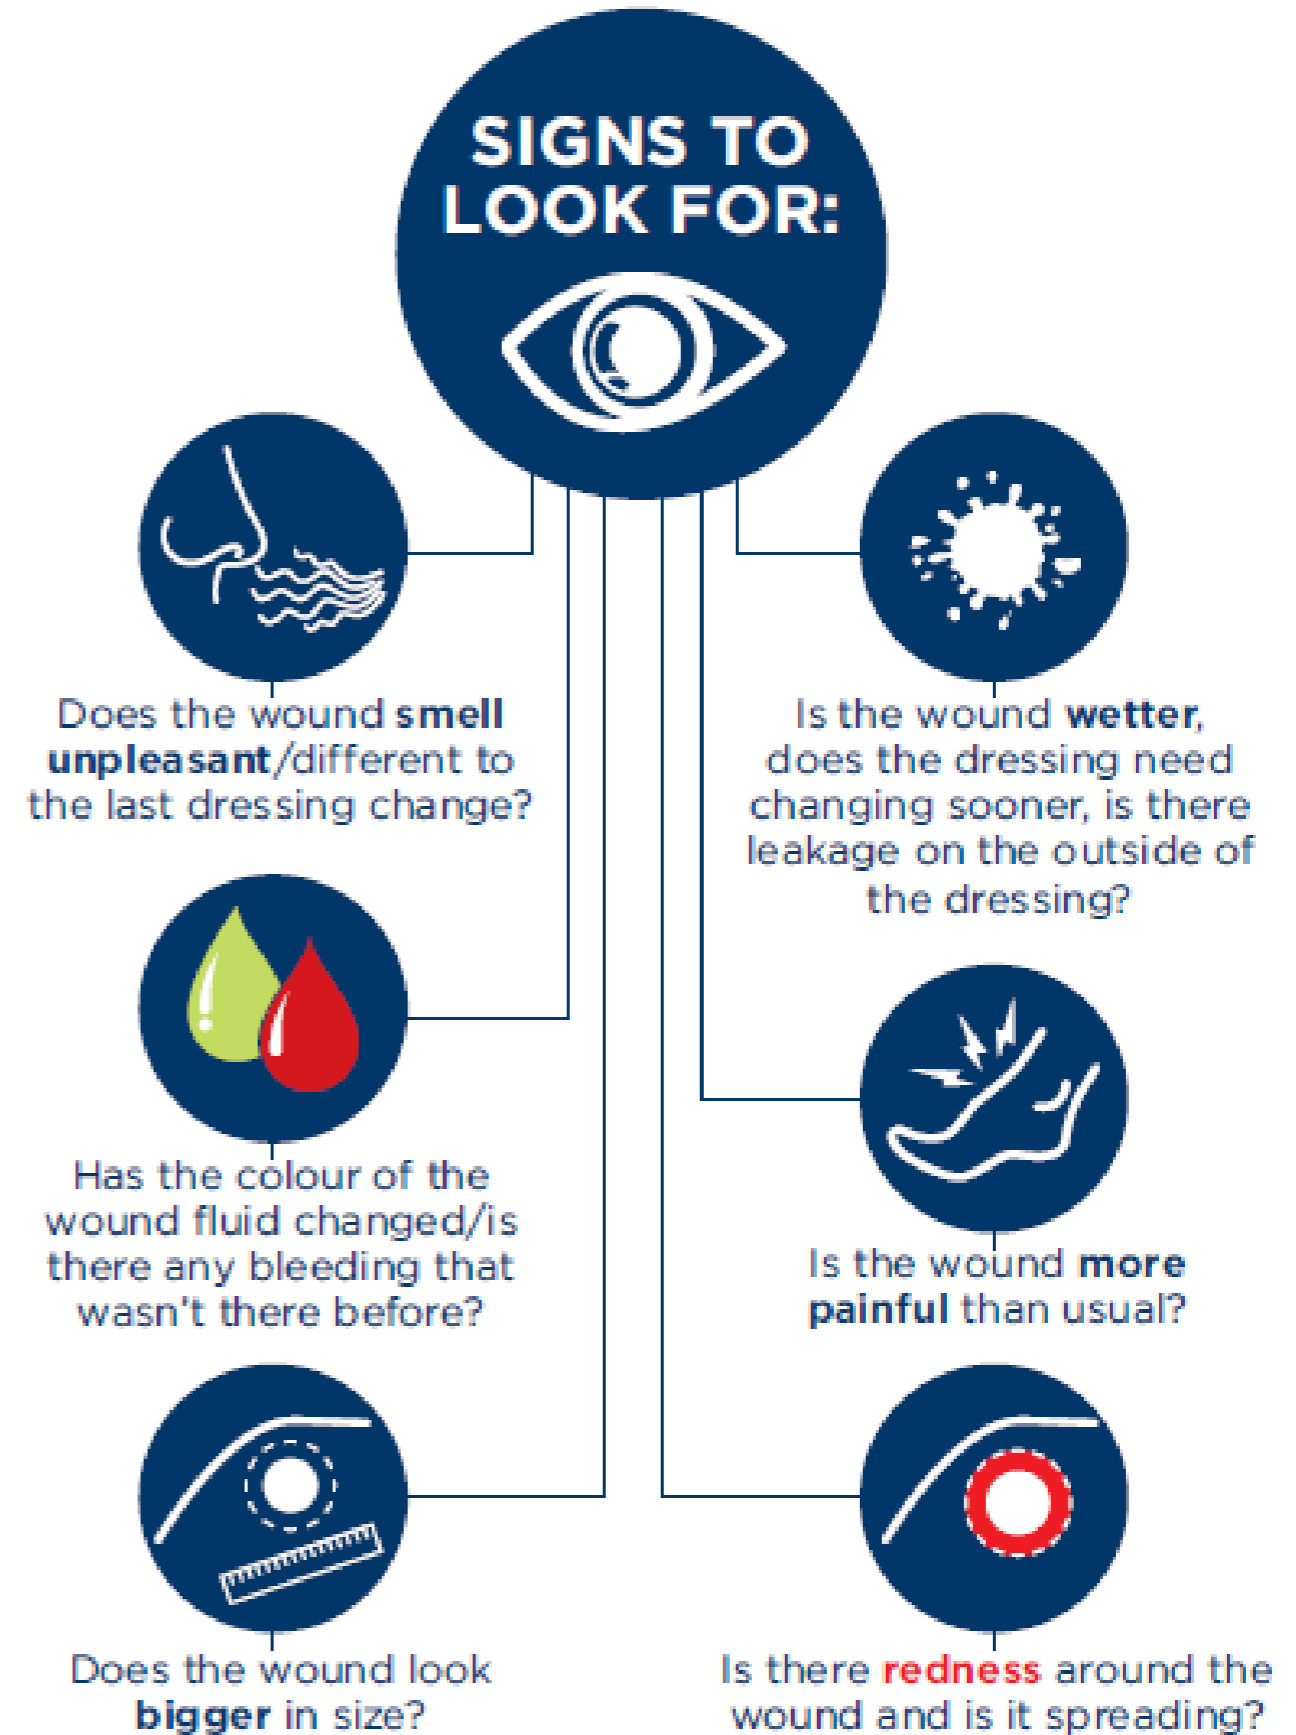 SIGNS TO
LOOK FOR:
Does the wound smell
unpleasant/different to
the last dressing change?
Is the wound wetter,
does the dressing need
changing sooner, is there
leakage on the outside of
the dressing?
Has the colour of the
wound fluid changed/is
there any bleeding that
wasn't there before?
Is the wound more
painful than usual?
Does the wound look
bigger in size?
Is there redness around the
wound and is it spreading?